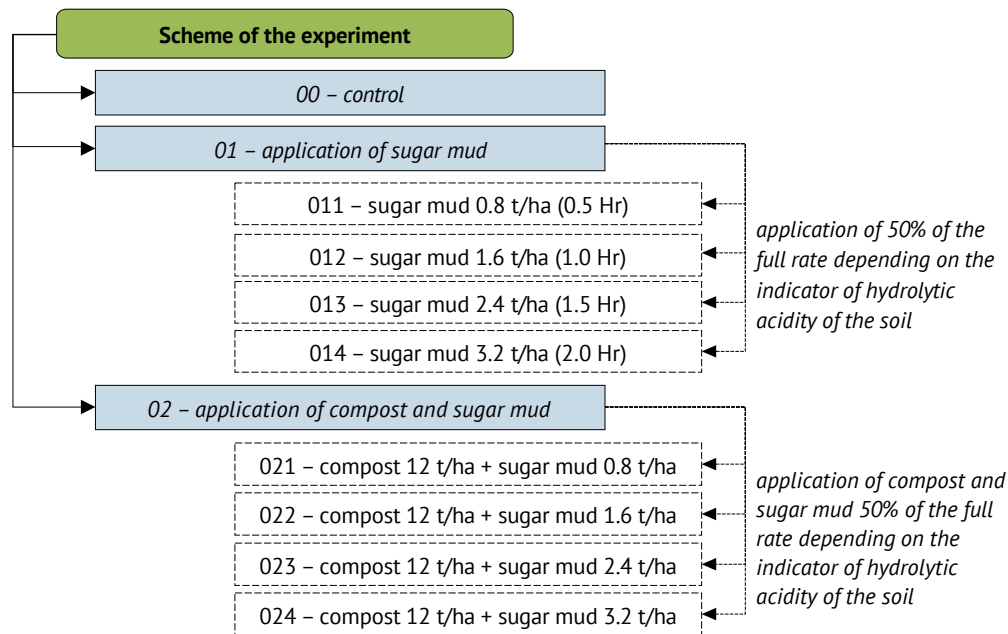 Scheme of the experiment
00 – control
01 – application of sugar mud
011 – sugar mud 0.8 t/ha (0.5 Hr)
012 – sugar mud 1.6 t/ha (1.0 Hr)
013 – sugar mud 2.4 t/ha (1.5 Hr)
014 – sugar mud 3.2 t/ha (2.0 Hr)
application of 50% of the
full rate depending on the
indicator of hydrolytic
acidity of the soil
02 – application of compost and sugar mud
021 – compost 12 t/ha + sugar mud 0.8 t/ha
022 – compost 12 t/ha + sugar mud 1.6 t/ha
023 – compost 12 t/ha + sugar mud 2.4 t/ha
024 – compost 12 t/ha + sugar mud 3.2 t/ha
application of compost and
sugar mud 50% of the full
rate depending on the
indicator of hydrolytic
acidity of the soil